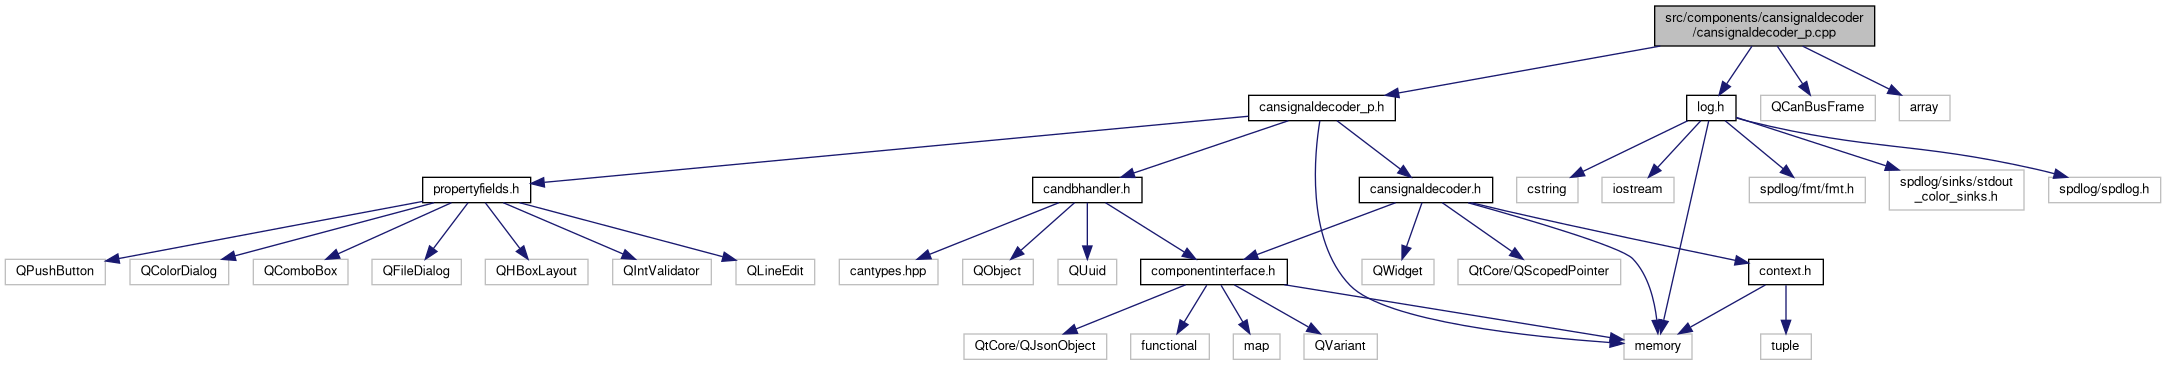 src/components/cansignaldecoder
/cansignaldecoder_p.cpp
cansignaldecoder_p.h
log.h
QCanBusFrame
array
propertyfields.h
candbhandler.h
cansignaldecoder.h
cstring
iostream
spdlog/fmt/fmt.h
spdlog/sinks/stdout
_color_sinks.h
spdlog/spdlog.h
QPushButton
QColorDialog
QComboBox
QFileDialog
QHBoxLayout
QIntValidator
QLineEdit
cantypes.hpp
QObject
QUuid
componentinterface.h
QWidget
QtCore/QScopedPointer
context.h
QtCore/QJsonObject
functional
map
QVariant
memory
tuple